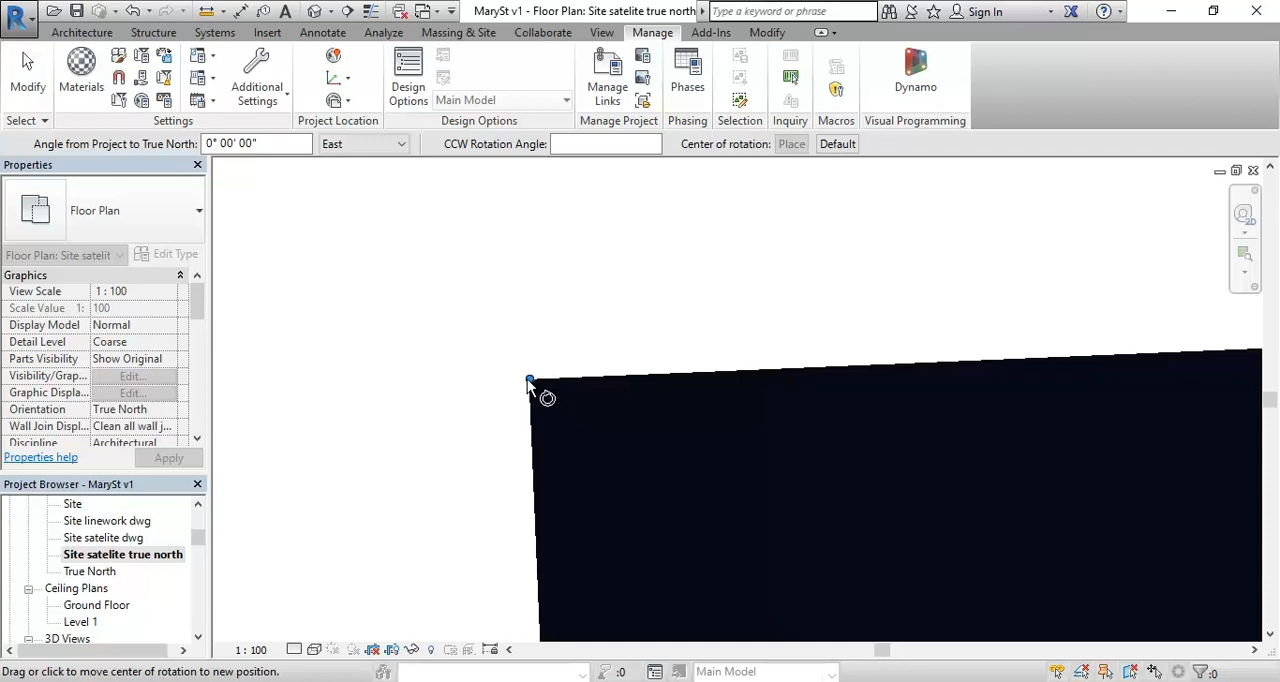 MarySt v1 - Floor Plan: Site satelite true north
Type a keyword or phrase
Sign In
Architecture Structure Systems Insert Annotate Analyze Massing & Site Collaborate View Manage Add-Ins Modify
Modify
Materials
Additional
Settings
Design
Options
Main Model
Manage
Links
Phases
Dynamo
Select
Settings
Project Location
Design Options
Manage Project
Phasing
Selection
Inquiry
Macros
Visual Programming
Angle from Project to True North: 0° 00' 00" East CCW Rotation Angle: Center of rotation: Place Default
Properties
Floor Plan
Floor Plan: Site satelit Edit Type
Graphics
View Scale 1 : 100
Scale Value 1: 100
Display Model Normal
Detail Level Coarse
Parts Visibility Show Original
Visibility/Grap... Edit...
Graphic Displa... Edit...
Orientation True North
Wall Join Displ... Clean all wall j...
Discipline Architectural
Properties help Apply
Project Browser - MarySt v1
Site
Site linework dwg
Site satelite dwg
Site satelite true north
True North
Ceiling Plans
Ground Floor
Level 1
3D Views
2D
1 : 100
Drag or click to move center of rotation to new position.
:0
Main Model
:0